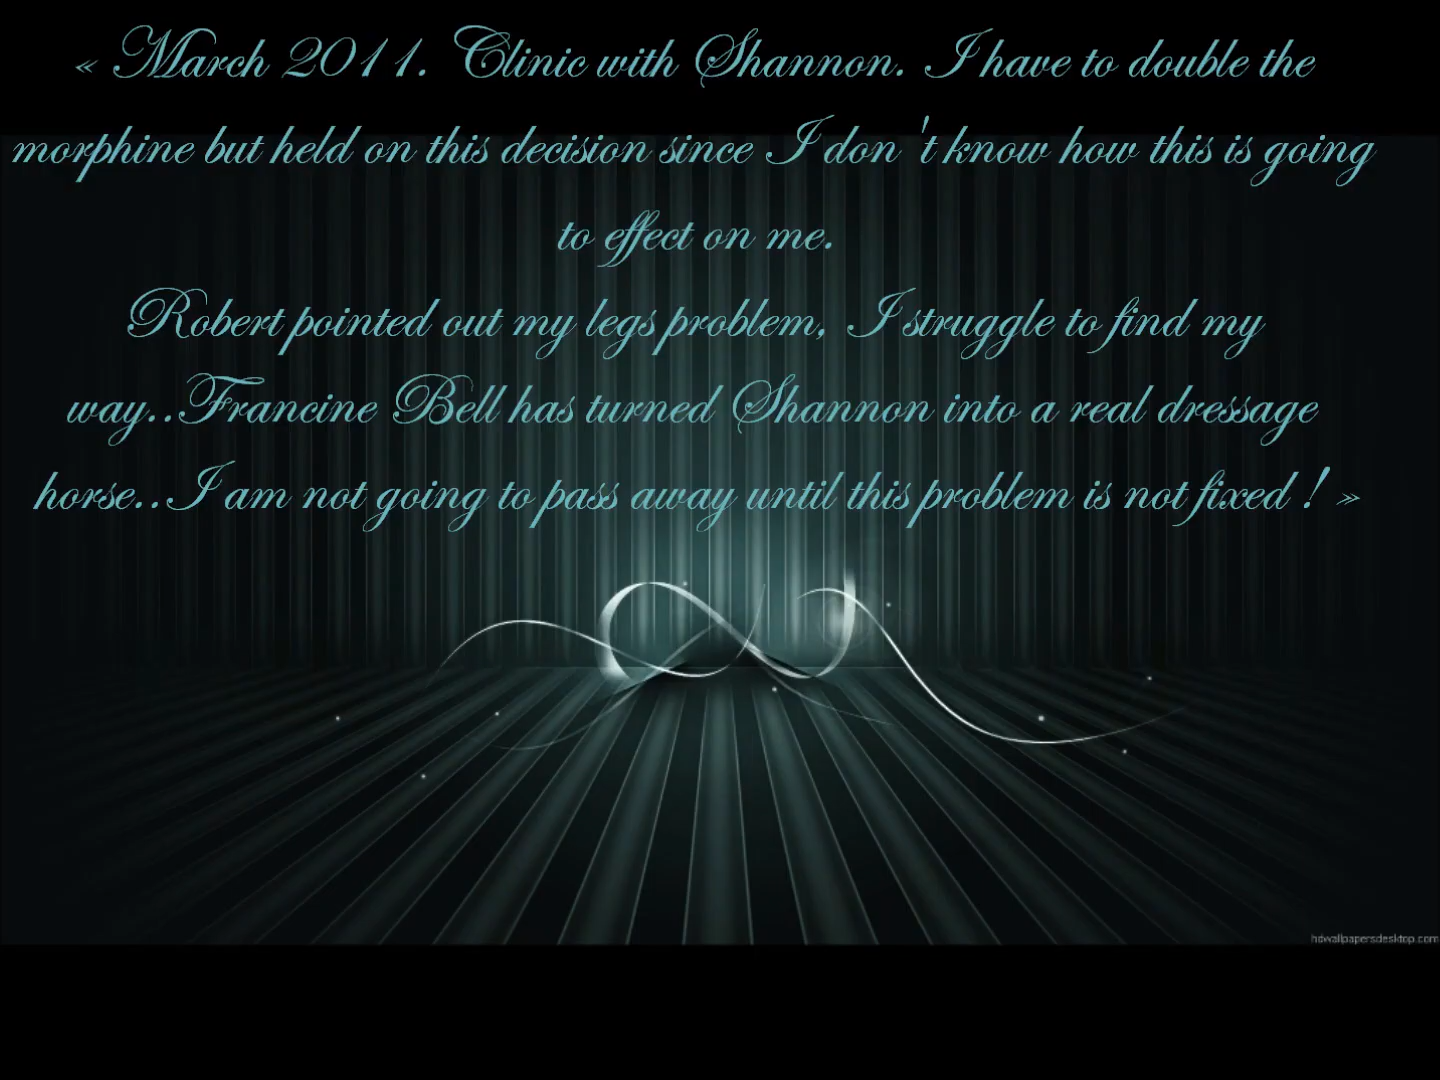 « March 2011. Clinic with Shannon. I have to double the
morphine but held on this decision since I don't know how this is going
to effect on me.
Robert pointed out my legs problem, I struggle to find my
way..Francine Bell has turned Shannon into a real dressage
horse..I am not going to pass away until this problem is not fixed ! »
hdwallpapersdesktop.com